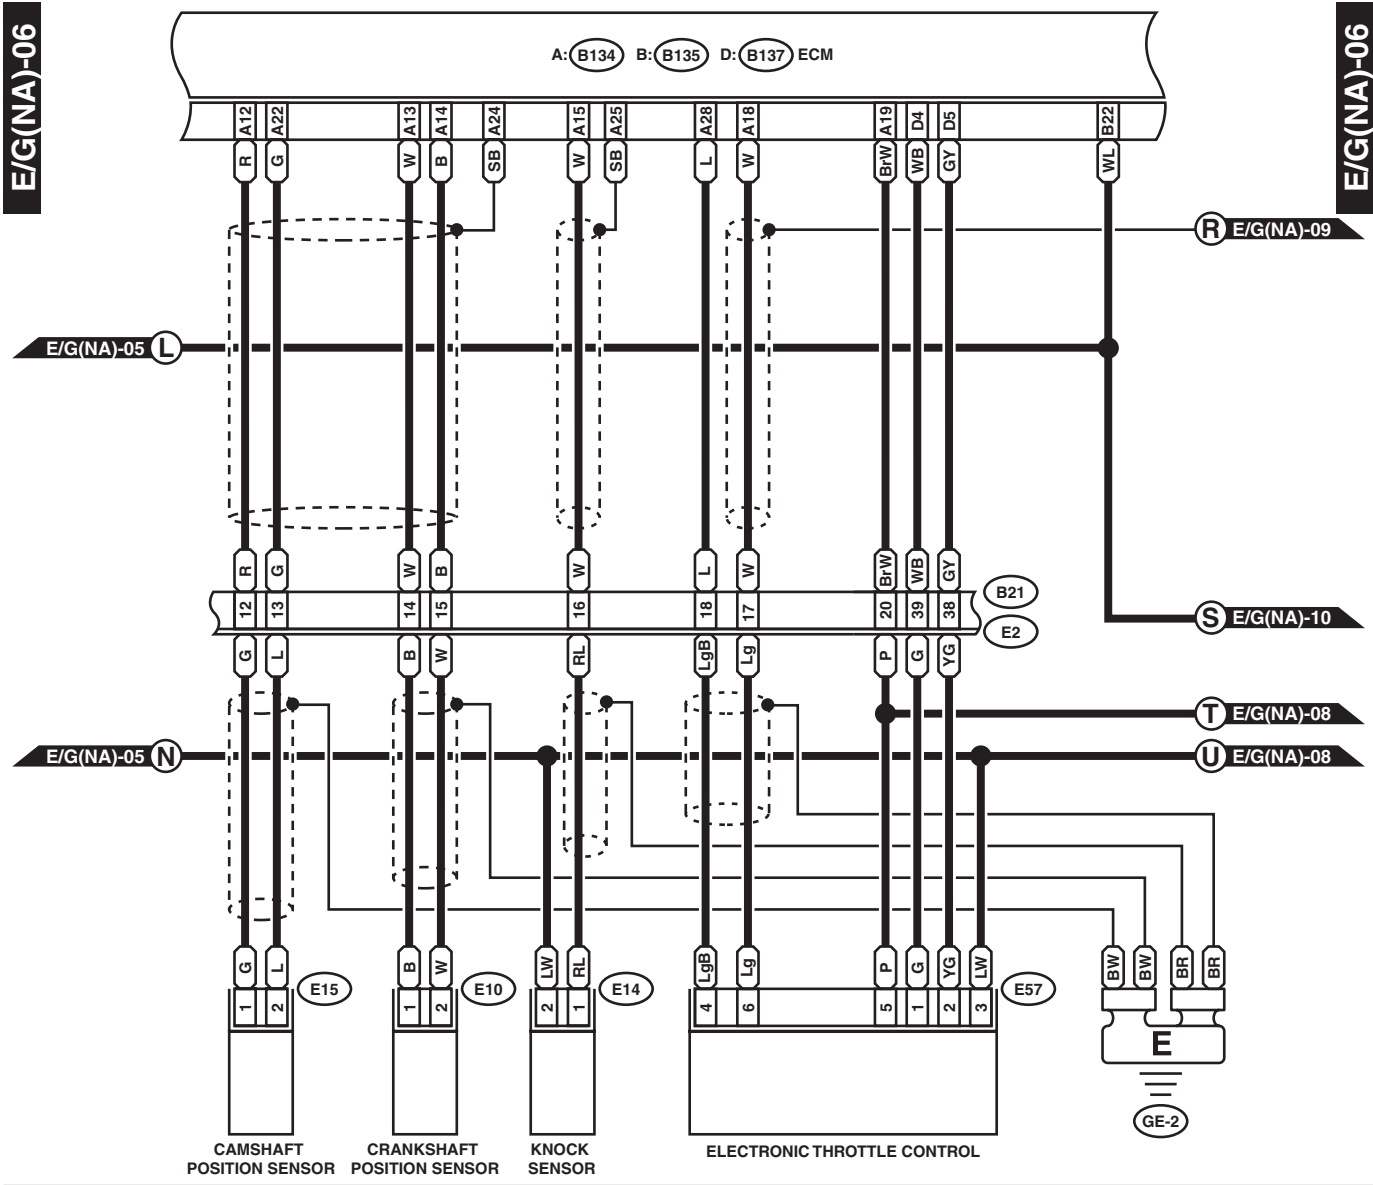 E/G(NA)-06
E/G(NA)-06
A: B134 B: B135 D: B137 ECM
A12 A22 A13 A14 A24 A15 A25 A28 A18 A19 D4 D5 B22
R G W B SB W SB L W BrW WB GY WL
R E/G(NA)-09
E/G(NA)-05 L
R G W B W L W BrW WB GY
B21
12 13 14 15 16 18 17 20 39 38
S E/G(NA)-10
E2
G L B W RL LgB Lg P G YG
T E/G(NA)-08
E/G(NA)-05 N
U E/G(NA)-08
G L B W LW RL LgB Lg P G YG LW BW BW BR BR
E15 E10 E14 E57
1 2 1 2 2 1 4 6 5 1 2 3
E
GE-2
CAMSHAFT
POSITION SENSOR
CRANKSHAFT
POSITION SENSOR
KNOCK
SENSOR
ELECTRONIC THROTTLE CONTROL